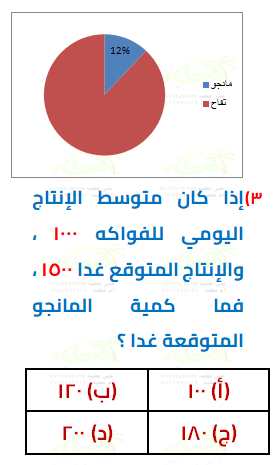 12%
مانجو
تفاح
٣) إذا كان متوسط الإنتاج
اليومي للفواكه ١٠٠٠ ،
والإنتاج المتوقع غدا ١٥٠٠ ،
فما كمية المانجو
المتوقعة غدا ؟
(أ) ١٠٠ (ب) ١٢٠
(ج) ١٨٠ (د) ٢٠٠